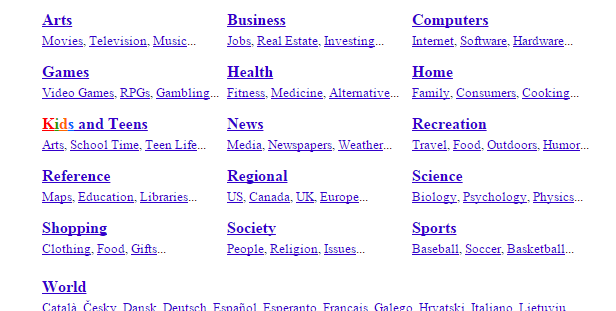 Arts
Movies, Television, Music...
Business
Jobs, Real Estate, Investing...
Computers
Internet, Software, Hardware...
Games
Video Games, RPGs, Gambling...
Health
Fitness, Medicine, Alternative...
Home
Family, Consumers, Cooking...
Kids and Teens
Arts, School Time, Teen Life...
News
Media, Newspapers, Weather...
Recreation
Travel, Food, Outdoors, Humor...
Reference
Maps, Education, Libraries...
Regional
US, Canada, UK, Europe...
Science
Biology, Psychology, Physics...
Shopping
Clothing, Food, Gifts...
Society
People, Religion, Issues...
Sports
Baseball, Soccer, Basketball...
World
Català, Česky, Dansk, Deutsch, Español, Esperanto, Français, Galego, Hrvatski, Italiano, Lietuvių